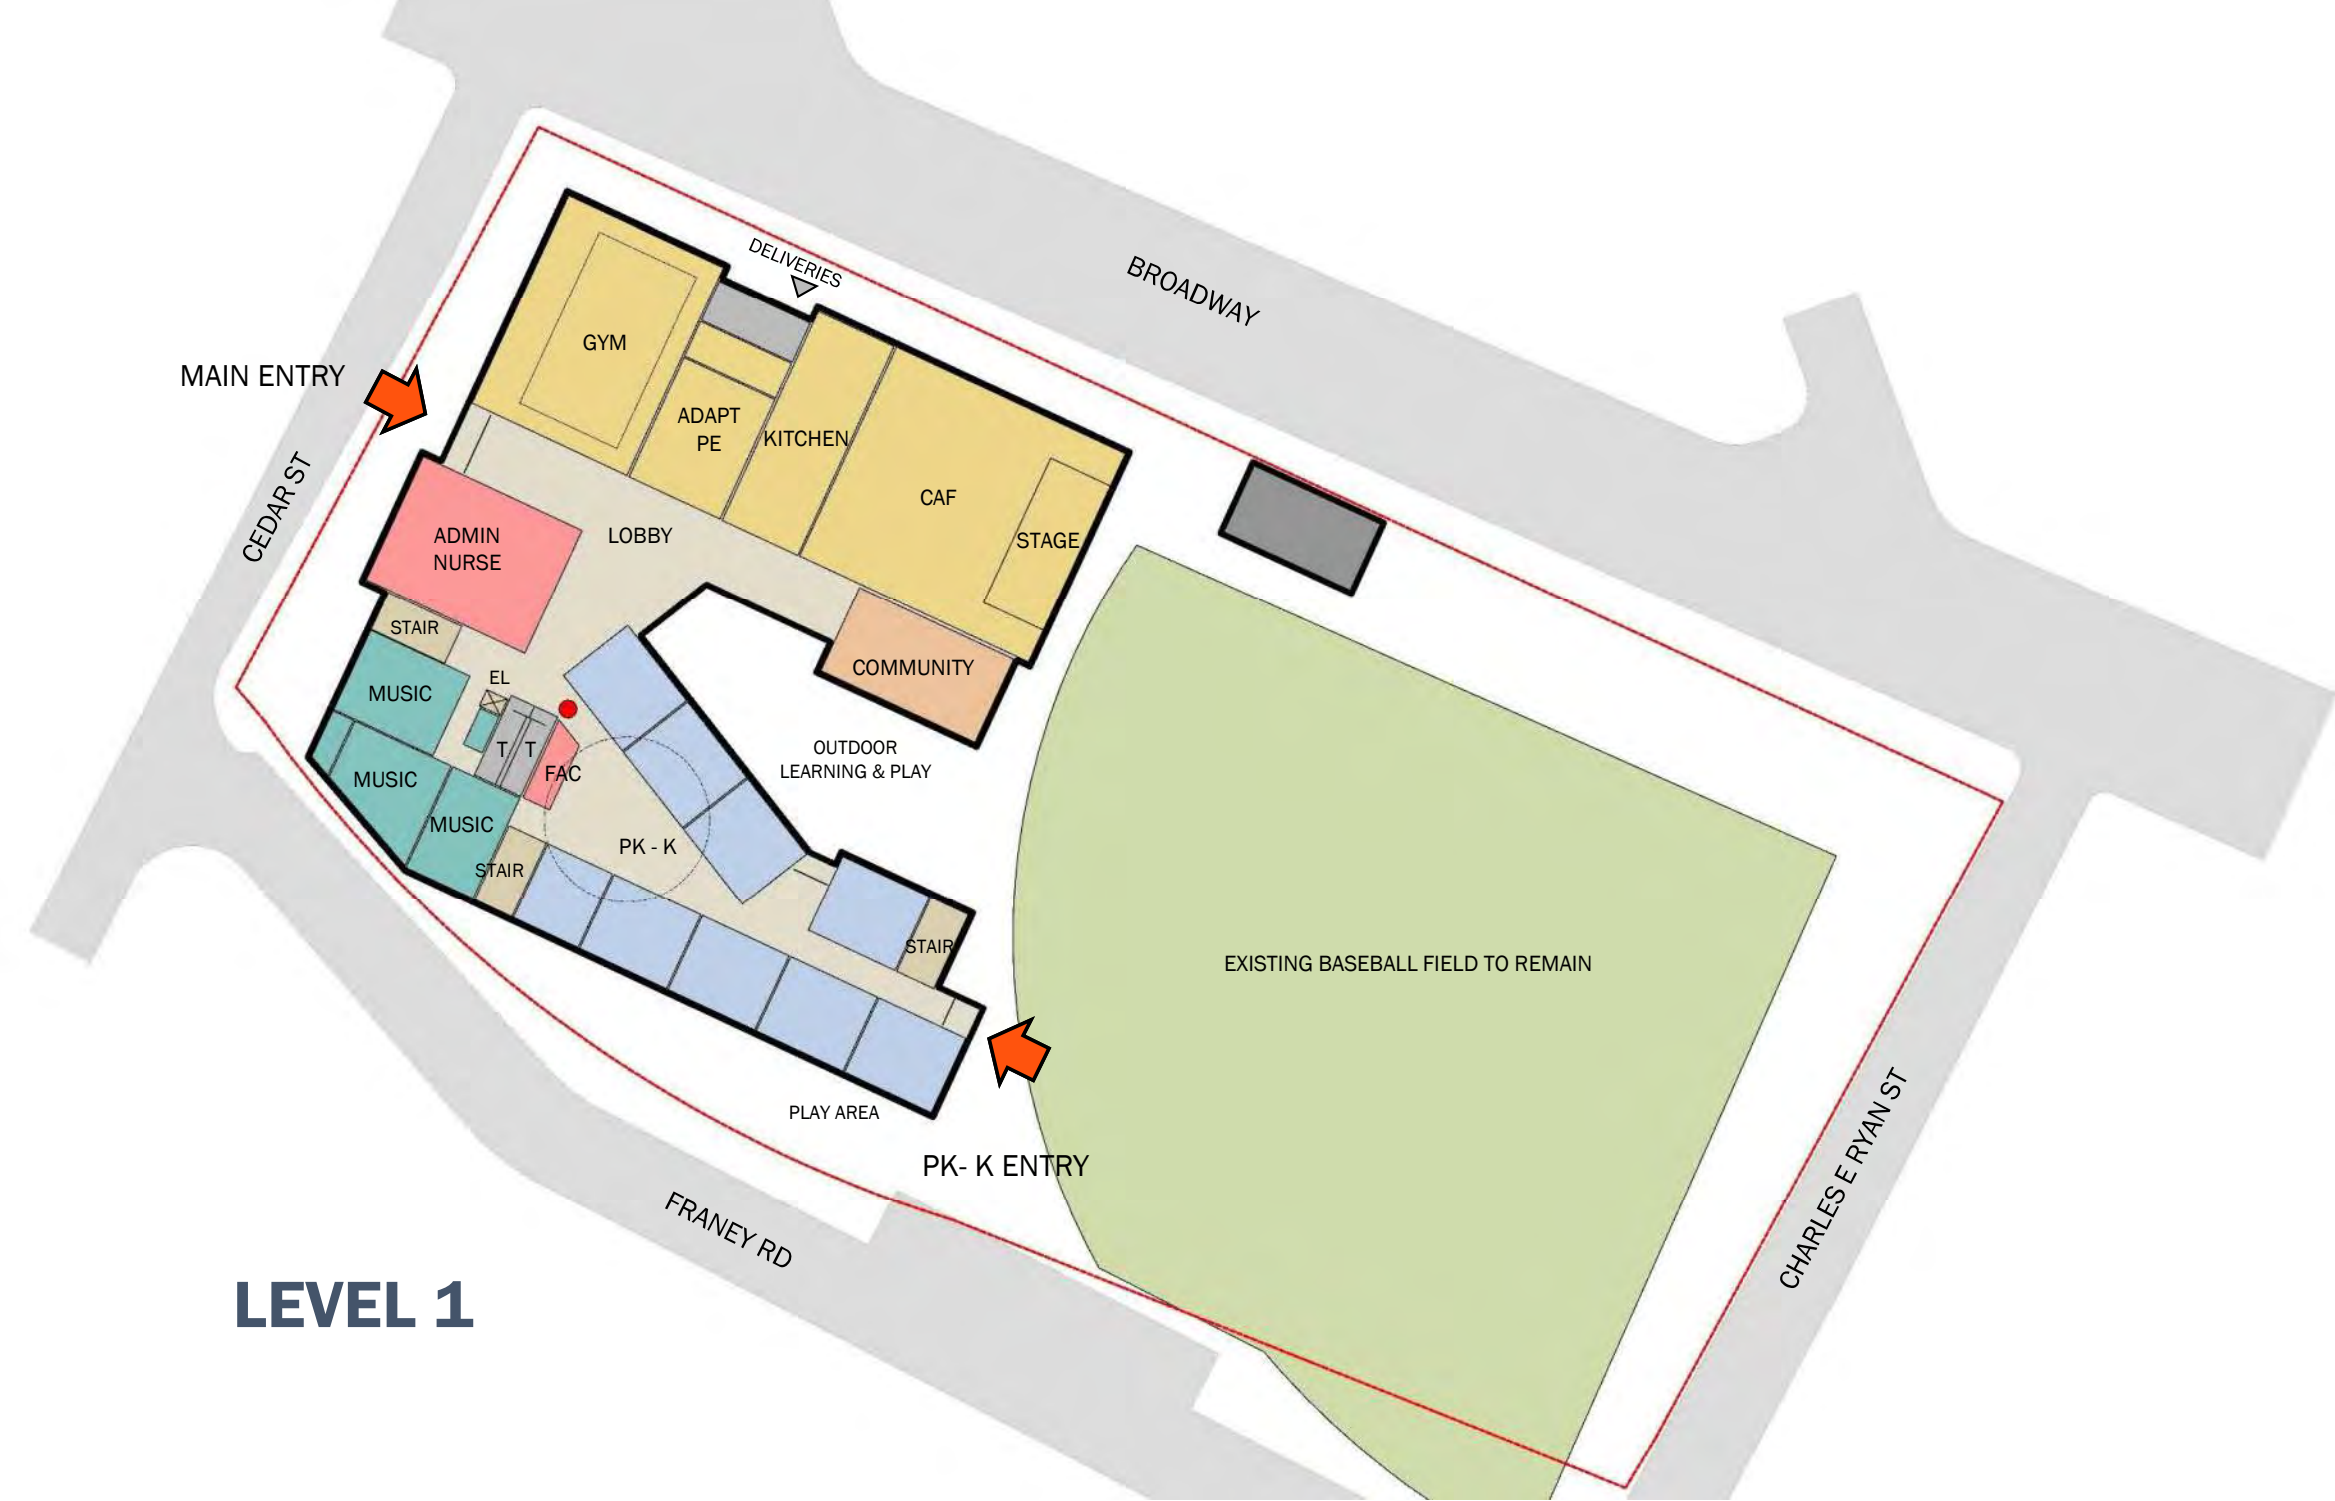 DELIVERIES
BROADWAY
GYM
MAIN ENTRY
ADAPT
PE
KITCHEN
CEDAR ST
CAF
STAGE
ADMIN
NURSE
LOBBY
STAIR
COMMUNITY
EL
MUSIC
OUTDOOR
LEARNING & PLAY
T T
FAC
MUSIC
MUSIC
PK - K
STAIR
STAIR
EXISTING BASEBALL FIELD TO REMAIN
PLAY AREA
PK- K ENTRY
CHARLES E RYAN ST
FRANEY RD
LEVEL 1